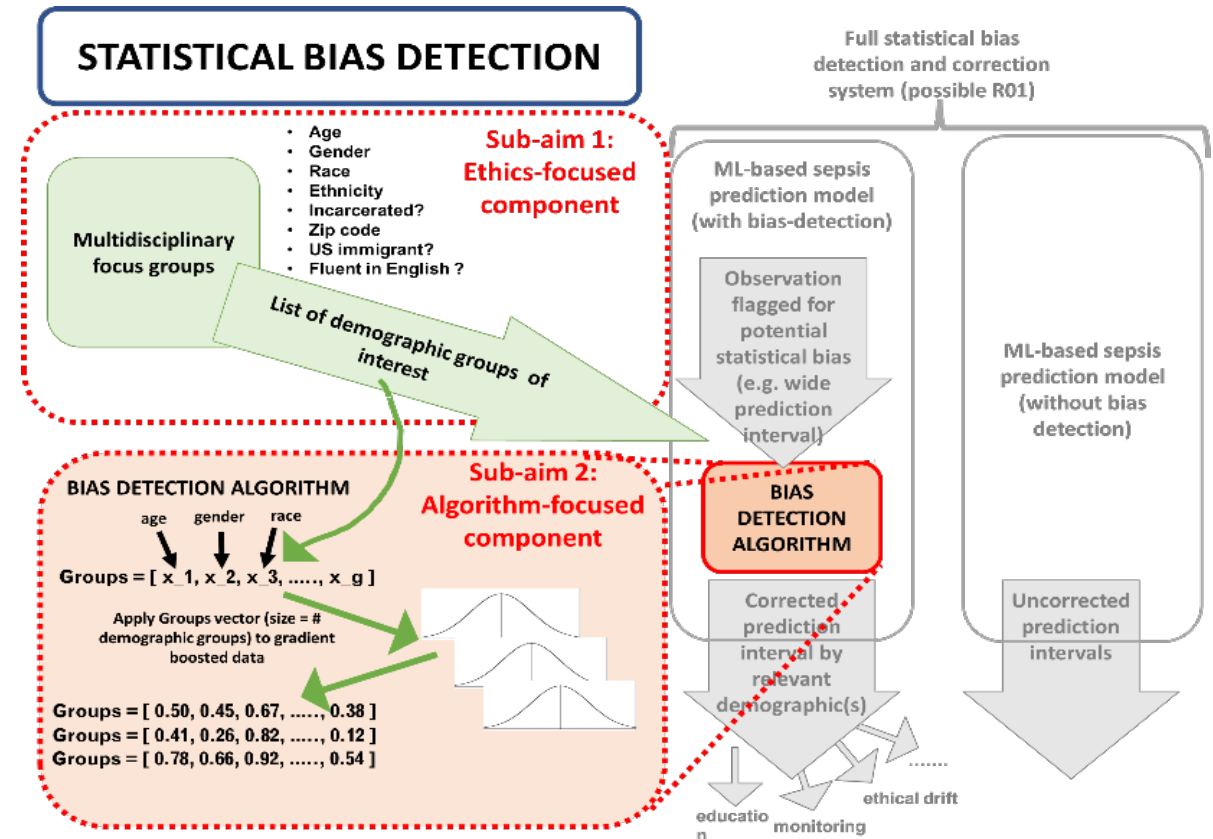 STATISTICAL BIAS DETECTION
Multidisciplinary
focus groups
• Age
• Gender
• Race
• Ethnicity
• Incarcerated?
• Zip code
• US immigrant?
• Fluent in English ?
Sub-aim 1:
Ethics-focused
component
List of demographic groups of
interest
Sub-aim 2:
Algorithm-focused
component
BIAS DETECTION ALGORITHM
age gender race
Groups = [ x_1, x_2, x_3, ....., x_g ]
Apply Groups vector (size = #
demographic groups) to gradient
boosted data
Groups = [ 0.50, 0.45, 0.67, ....., 0.38 ]
Groups = [ 0.41, 0.26, 0.82, ....., 0.12 ]
Groups = [ 0.78, 0.66, 0.92, ....., 0.54 ]
Full statistical bias
detection and correction
system (possible R01)
ML-based sepsis
prediction model
(with bias-detection)
Observation
flagged for
potential
statistical bias
(e.g. wide
prediction
interval)
BIAS
DETECTION
ALGORITHM
Corrected
prediction
interval by
relevant
demographic(s)
educatio
n
monitoring
ethical drift
.......
ML-based sepsis
prediction model
(without bias
detection)
Uncorrected
prediction
intervals